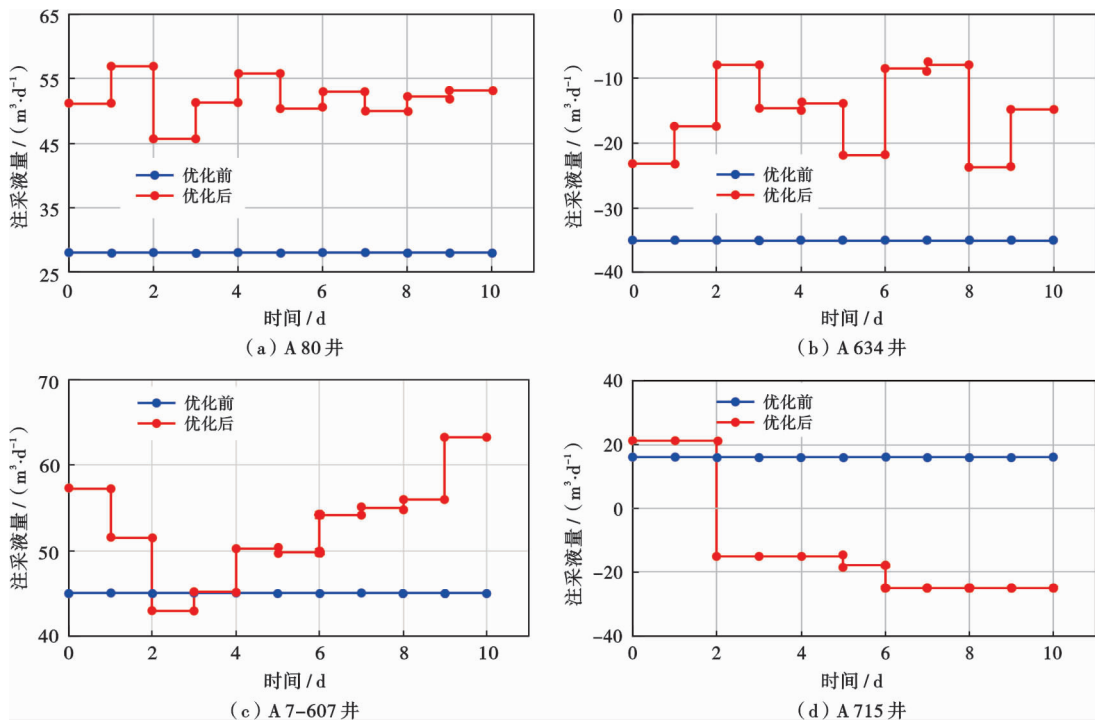 65
55
45
35
25
注采液量 /（m³·d⁻¹）
优化前
优化后
0 2 4 6 8 10
时间 / d
（a）A 80 井
0
-10
-20
-30
-40
注采液量 /（m³·d⁻¹）
优化前
优化后
0 2 4 6 8 10
时间 / d
（b）A 634 井
70
60
50
40
注采液量 /（m³·d⁻¹）
优化前
优化后
0 2 4 6 8 10
时间 / d
（c）A 7-607 井
40
20
0
-20
-40
注采液量 /（m³·d⁻¹）
优化前
优化后
0 2 4 6 8 10
时间 / d
（d）A 715 井